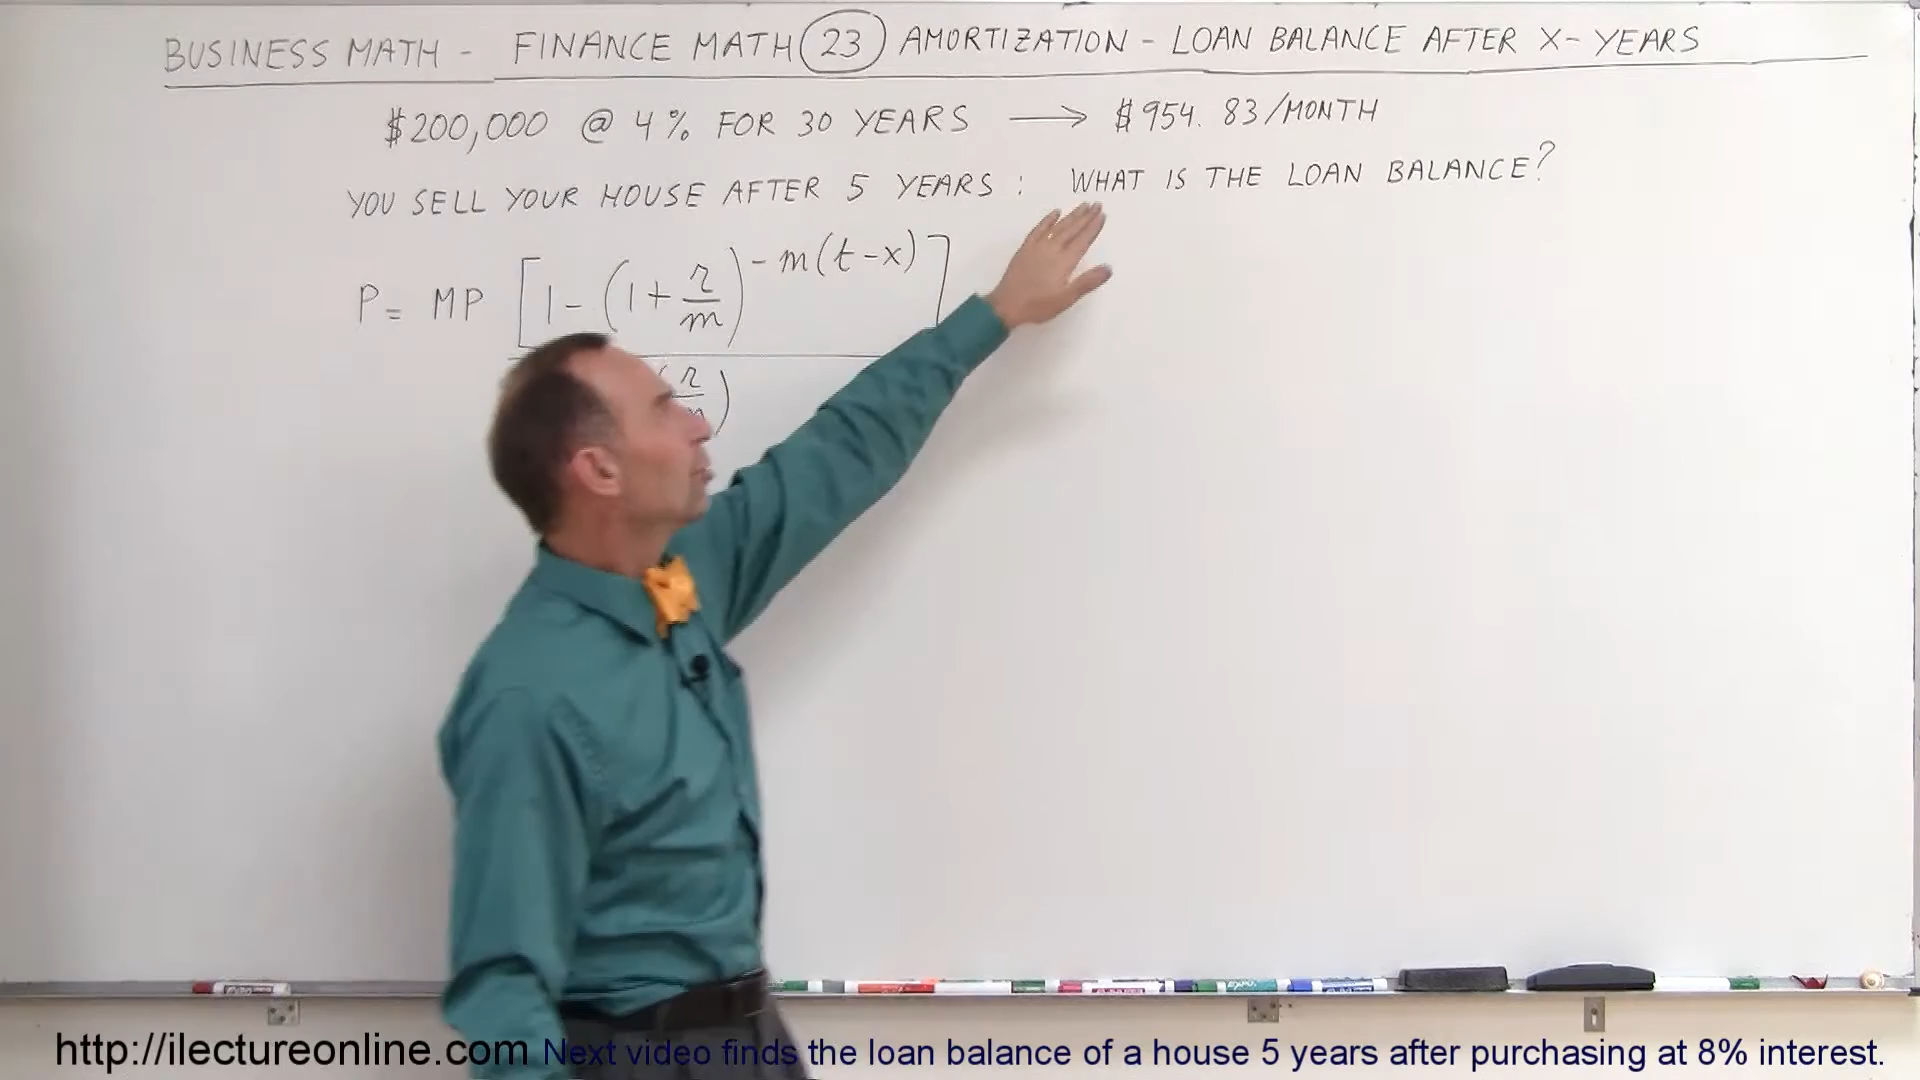 BUSINESS MATH - FINANCE MATH 23 AMORTIZATION - LOAN BALANCE AFTER X-YEARS
$200,000 @ 4% FOR 30 YEARS → $954.83/MONTH
YOU SELL YOUR HOUSE AFTER 5 YEARS : WHAT IS THE LOAN BALANCE?
P = MP [1 - (1 + r/m)^-m(t-x)]
(r/m)
http://ilectureonline.com Next video finds the loan balance of a house 5 years after purchasing at 8% interest.